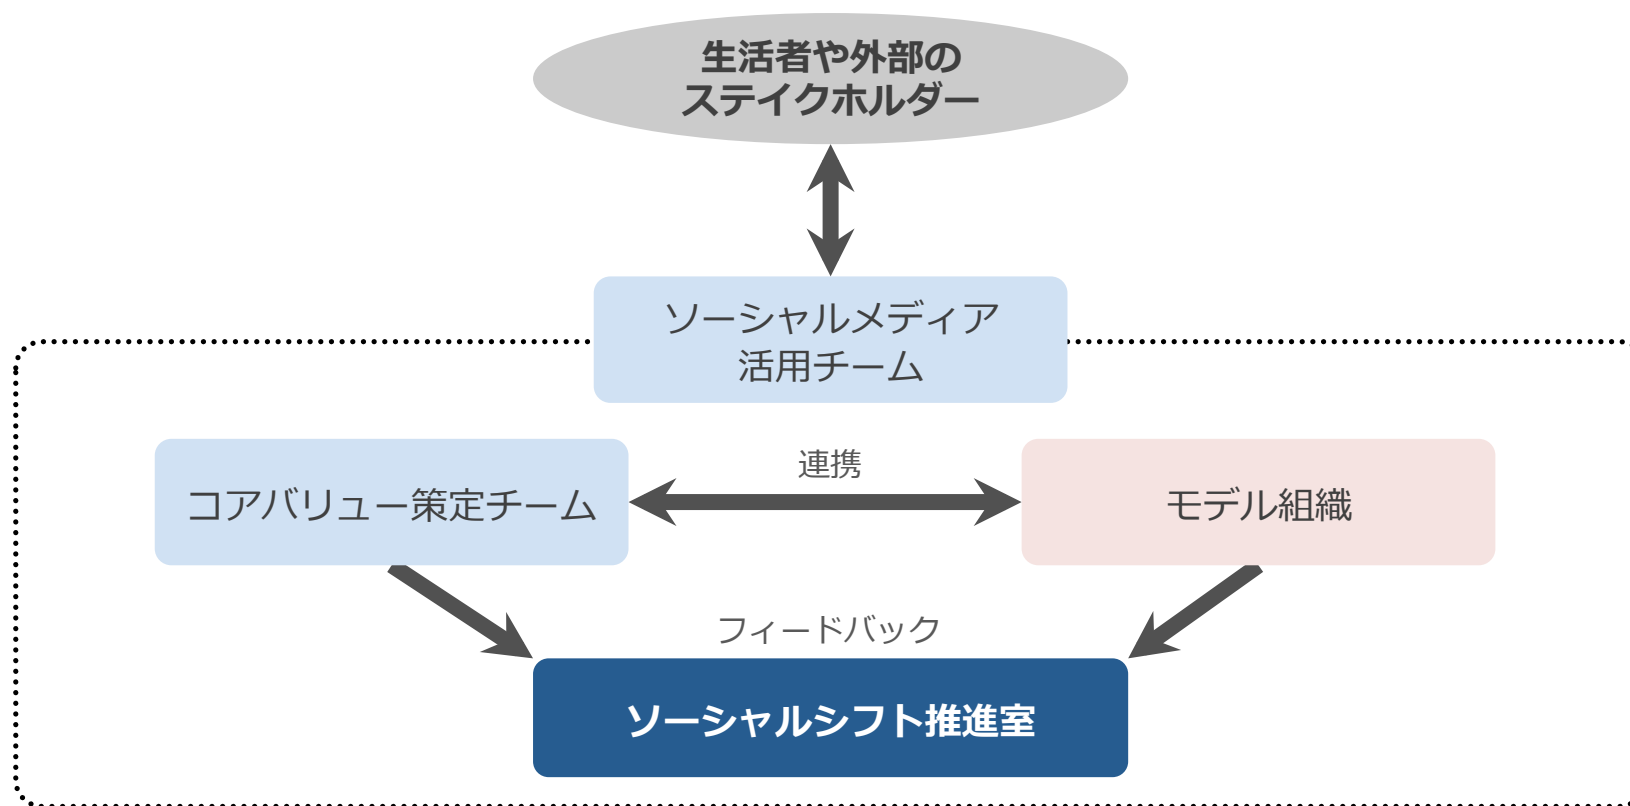 生活者や外部の
ステイクホルダー
ソーシャルメディア
活用チーム
連携
コアバリュー策定チーム
モデル組織
フィードバック
ソーシャルシフト推進室